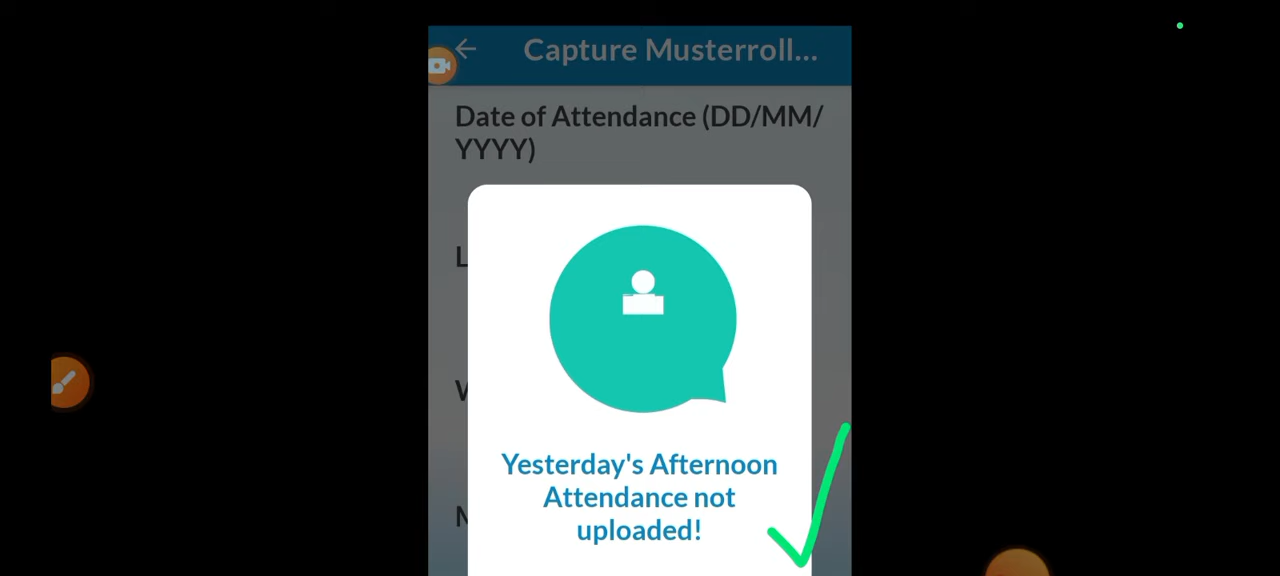 Capture Musterroll...
Date of Attendance (DD/MM/
YYYY)
L
W
M
Yesterday's Afternoon
Attendance not
uploaded!